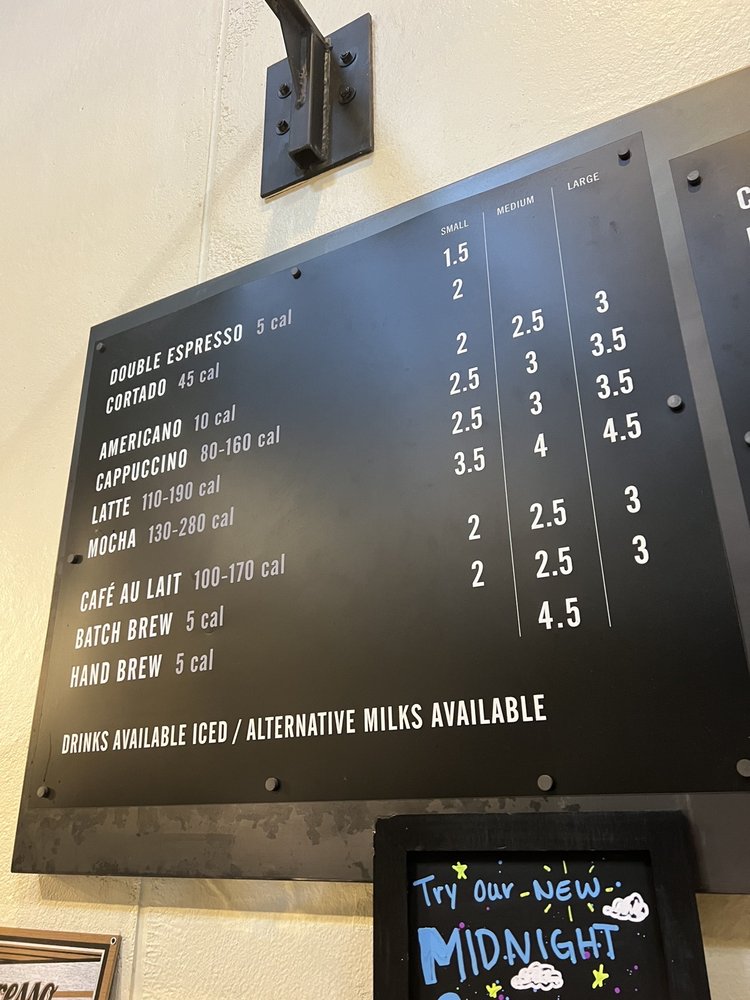 SMALL MEDIUM LARGE
DOUBLE ESPRESSO 5 cal 1.5
CORTADO 45 cal 2
AMERICANO 10 cal 2 2.5 3
CAPPUCCINO 80-160 cal 2.5 3 3.5
LATTE 110-190 cal 2.5 3 3.5
MOCHA 130-280 cal 3.5 4 4.5
CAFÉ AU LAIT 100-170 cal 2 2.5 3
BATCH BREW 5 cal 2 2.5 3
HAND BREW 5 cal 4.5
DRINKS AVAILABLE ICED / ALTERNATIVE MILKS AVAILABLE
Try our -NEW-
MIDNIGHT